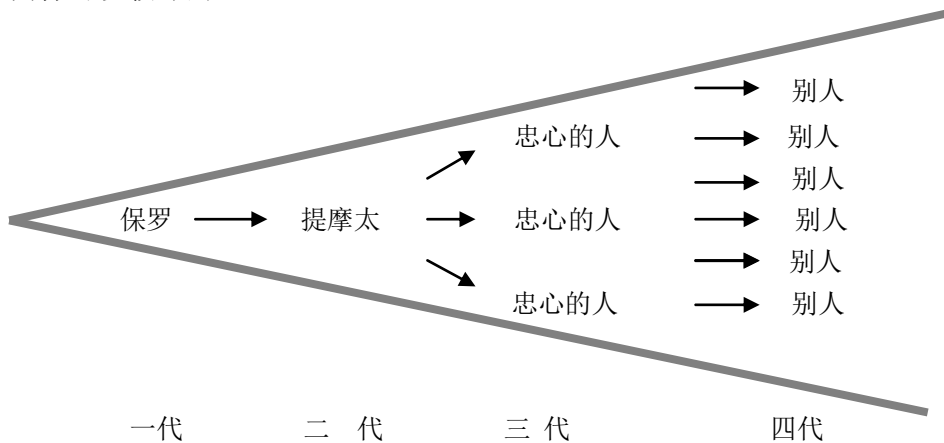 别人
忠心的人 别人
别人
保罗 提摩太 忠心的人 别人
别人
忠心的人 别人
一代 二 代 三 代 四代